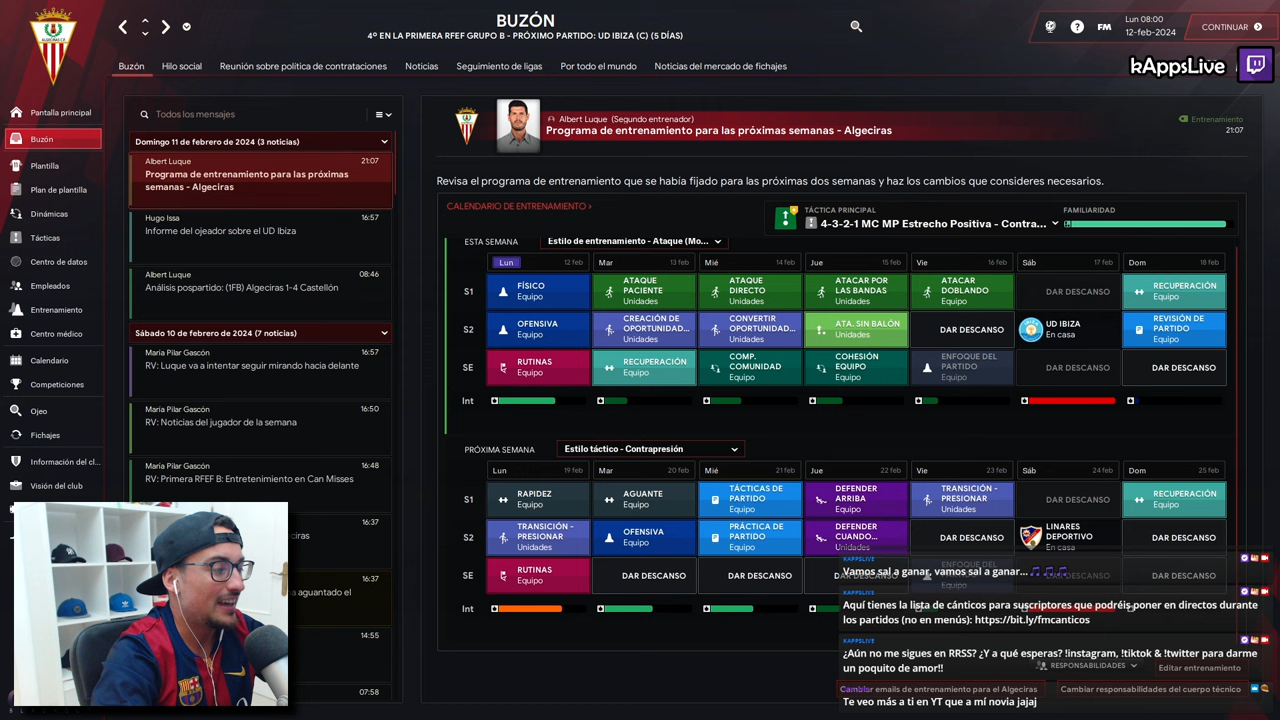 BUZÓN
4º EN LA PRIMERA RFEF GRUPO B - PRÓXIMO PARTIDO: UD IBIZA (C) (5 DÍAS)
FM
Lun 08:00
12-feb-2024
CONTINUAR
Buzón
Hilo social
Reunión sobre política de contrataciones
Noticias
Seguimiento de ligas
Por todo el mundo
Noticias del mercado de fichajes
kAppsLive
Pantalla principal
Buzón
Plantilla
Plan de plantilla
Dinámicas
Tácticas
Centro de datos
Empleados
Entrenamiento
Centro médico
Calendario
Competiciones
Ojeo
Fichajes
Información del cl...
Visión del club
Todos los mensajes
Domingo 11 de febrero de 2024 (3 noticias)
Albert Luque 21:07
Programa de entrenamiento para las próximas
semanas - Algeciras
Hugo Issa 16:57
Informe del ojeador sobre el UD Ibiza
Albert Luque 08:46
Análisis pospartido: (1FB) Algeciras 1-4 Castellón
Sábado 10 de febrero de 2024 (7 noticias)
María Pilar Gascón 16:57
RV: Luque va a intentar seguir mirando hacia delante
María Pilar Gascón 16:50
RV: Noticias del jugador de la semana
María Pilar Gascón 16:48
RV: Primera RFEF B: Entretenimiento en Can Misses
16:37
16:37
a aguantado el
14:55
07:58
Albert Luque (Segundo entrenador)
Programa de entrenamiento para las próximas semanas - Algeciras
Entrenamiento
21:07
Revisa el programa de entrenamiento que se había fijado para las próximas dos semanas y haz los cambios que consideres necesarios.
CALENDARIO DE ENTRENAMIENTO >
TÁCTICA PRINCIPAL
4-3-2-1 MC MP Estrecho Positiva - Contra...
FAMILIARIDAD
ESTA SEMANA
Estilo de entrenamiento - Ataque (Mo...
Lun 12 feb Mar 13 feb Mié 14 feb Jue 15 feb Vie 16 feb Sáb 17 feb Dom 18 feb
S1
FÍSICO
Equipo
ATAQUE
PACIENTE
Unidades
ATAQUE
DIRECTO
Unidades
ATACAR POR
LAS BANDAS
Unidades
ATACAR
DOBLANDO
Unidades
DAR DESCANSO
RECUPERACIÓN
Equipo
S2
OFENSIVA
Equipo
CREACIÓN DE
OPORTUNIDAD...
Unidades
CONVERTIR
OPORTUNIDAD...
Unidades
ATA. SIN BALÓN
Unidades
DAR DESCANSO
UD IBIZA
En casa
REVISIÓN DE
PARTIDO
Equipo
SE
RUTINAS
Equipo
RECUPERACIÓN
Equipo
COMP.
COMUNIDAD
Equipo
COHESIÓN
EQUIPO
Equipo
ENFOQUE DEL
PARTIDO
Equipo
DAR DESCANSO
DAR DESCANSO
Int
PRÓXIMA SEMANA
Estilo táctico - Contrapresión
Lun 19 feb Mar 20 feb Mié 21 feb Jue 22 feb Vie 23 feb Sáb 24 feb Dom 25 feb
S1
RAPIDEZ
Equipo
AGUANTE
Equipo
TÁCTICAS DE
PARTIDO
Equipo
DEFENDER
ARRIBA
Equipo
TRANSICIÓN -
PRESIONAR
Unidades
DAR DESCANSO
RECUPERACIÓN
Equipo
S2
TRANSICIÓN -
PRESIONAR
Unidades
OFENSIVA
Equipo
PRÁCTICA DE
PARTIDO
Equipo
DEFENDER
CUANDO...
Unidades
DAR DESCANSO
LINARES
DEPORTIVO
En casa
DAR DESCANSO
SE
RUTINAS
Equipo
DAR DESCANSO
DAR DESCANSO
Int
KAPPSLIVE
Vamos sal a ganar, vamos sal a ganar...
KAPPSLIVE
Aquí tienes la lista de cánticos para suscriptores que podréis poner en directos durante
los partidos (no en menús): https://bit.ly/fmcanticos
KAPPSLIVE
¿Aún no me sigues en RRSS? ¿Y a qué esperas? !instagram, !tiktok & !twitter para darme
un poquito de amor!!
RESPONSABILIDADES
Editar entrenamiento
Cambiar emails de entrenamiento para el Algeciras
Cambiar responsabilidades del cuerpo técnico
Te veo más a ti en YT que a mí novia jajaj